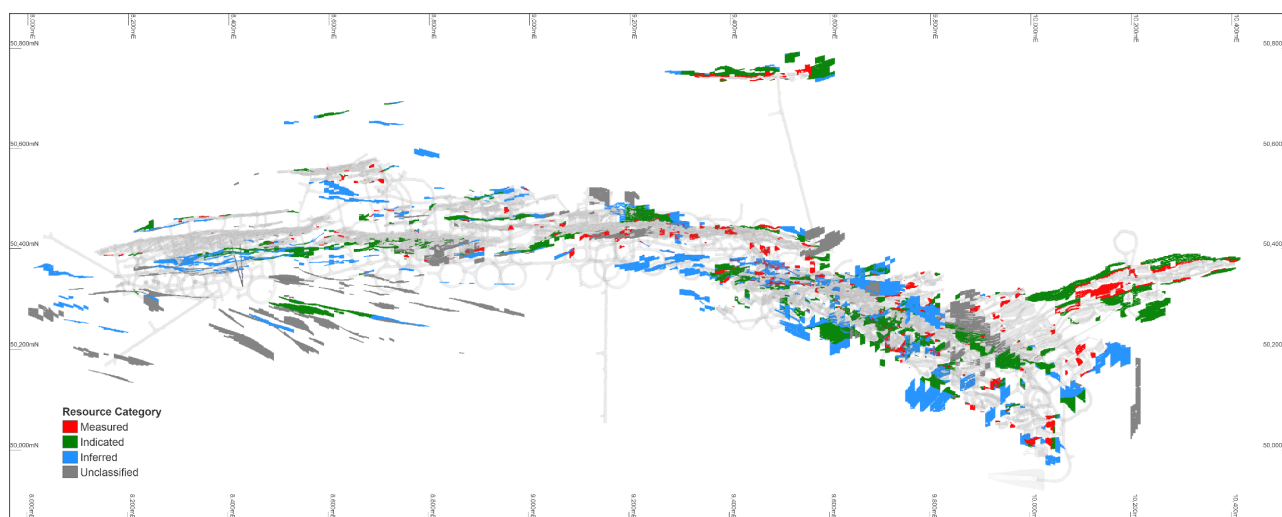 8,000mE 8,200mE 8,400mE 8,600mE 8,800mE 9,000mE 9,200mE 9,400mE 9,600mE 9,800mE 10,000mE 10,200mE 10,400mE
50,800mN 50,800
50,600mN 50,600
50,400mN 50,400
50,200mN 50,200
50,000mN 50,000
Resource Category
Measured
Indicated
Inferred
Unclassified
8,000mE 8,200mE 8,400mE 8,600mE 8,800mE 9,000mE 9,200mE 9,400mE 9,600mE 9,800mE 10,000mE 10,200mE 10,400mE